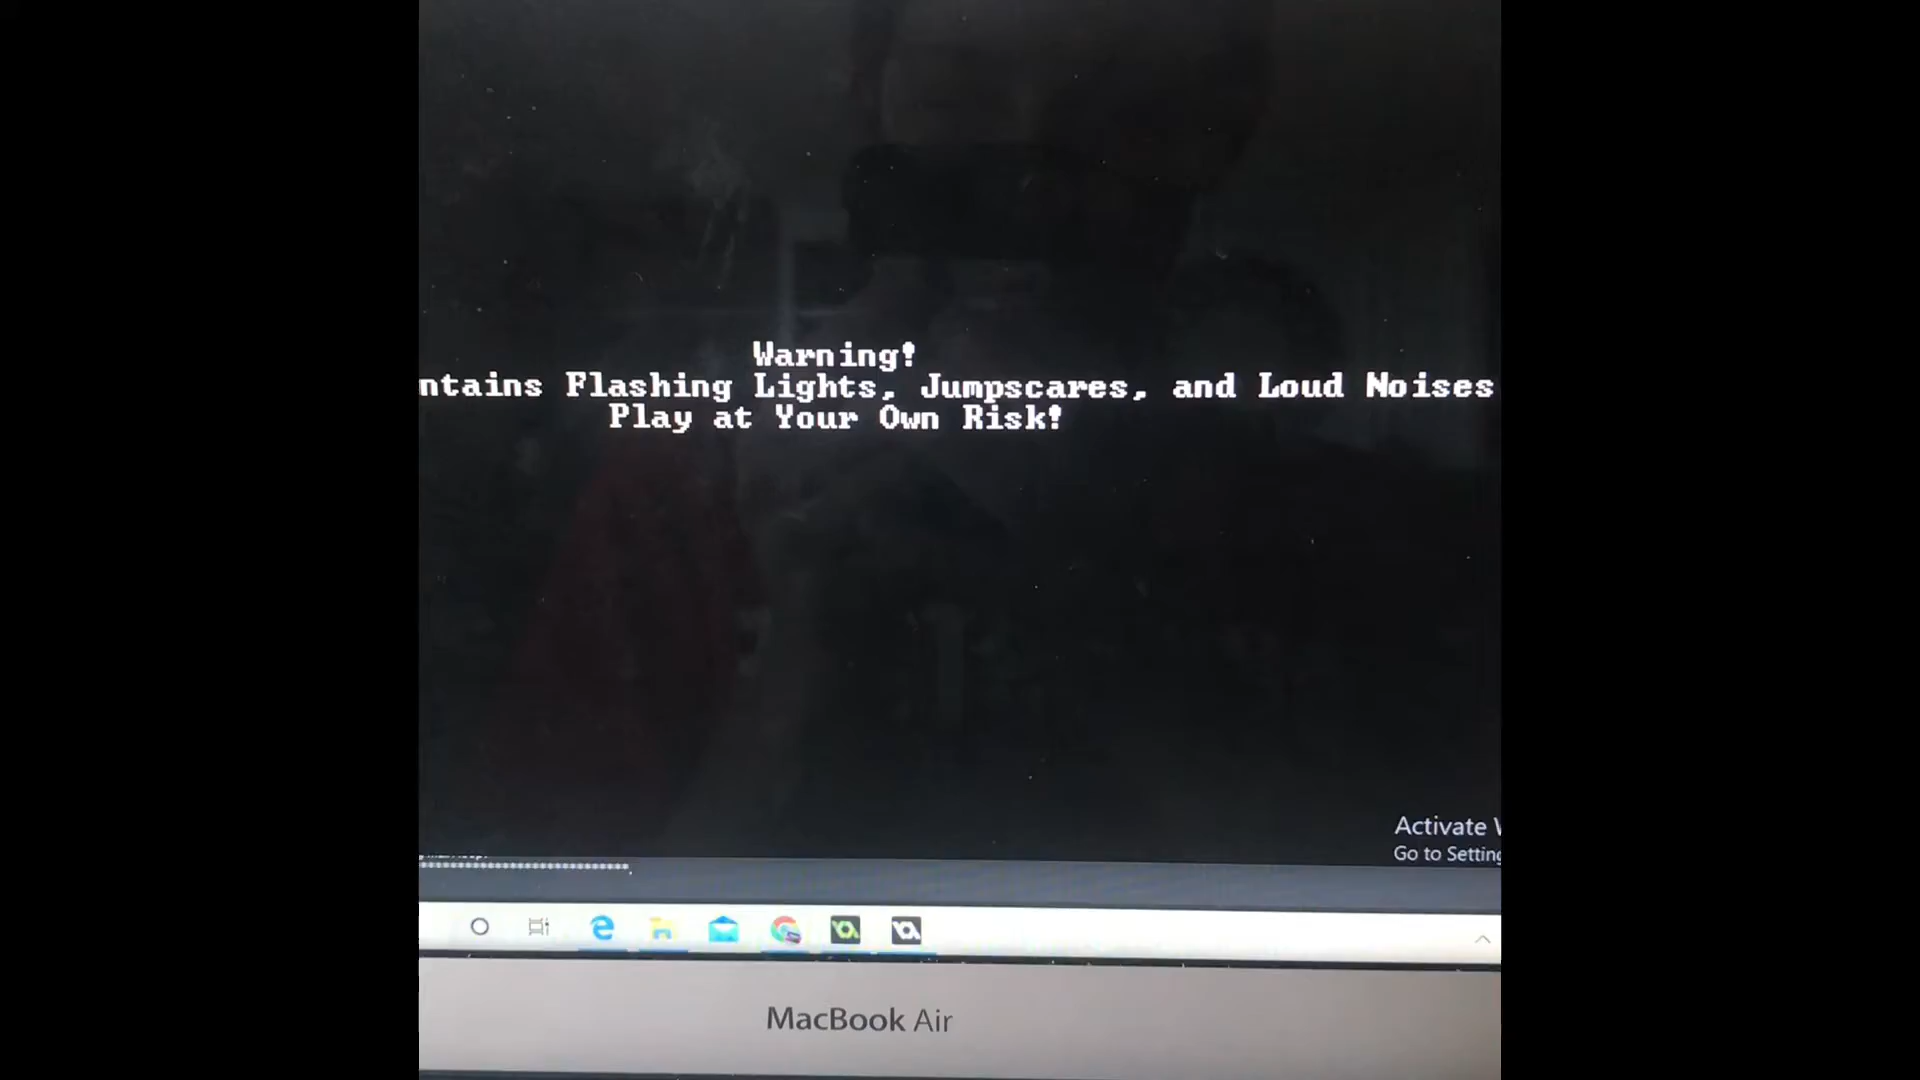 Warning!
ntains Flashing Lights, Jumpscares, and Loud Noises
Play at Your Own Risk!
Activate
Go to Setting
MacBook Air